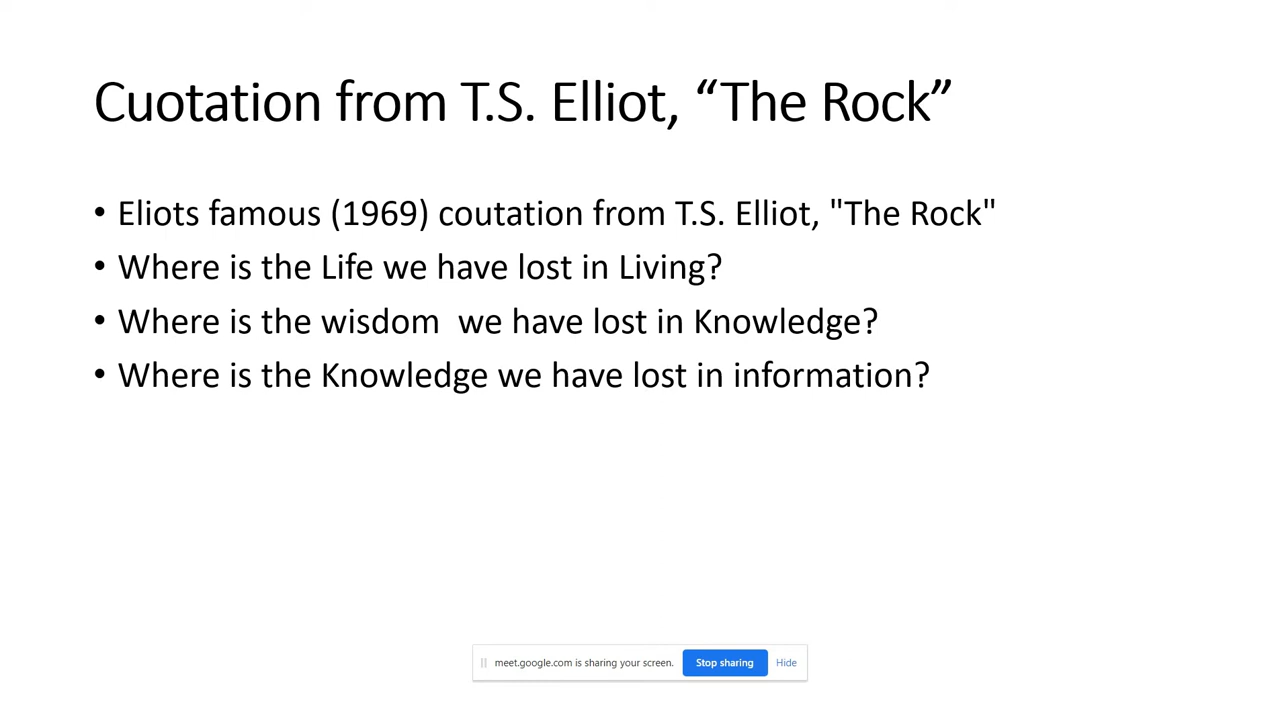 Cuotation from T.S. Elliot, “The Rock”
• Eliots famous (1969) coutation from T.S. Elliot, "The Rock"
• Where is the Life we have lost in Living?
• Where is the wisdom  we have lost in Knowledge?
• Where is the Knowledge we have lost in information?
meet.google.com is sharing your screen. Stop sharing Hide